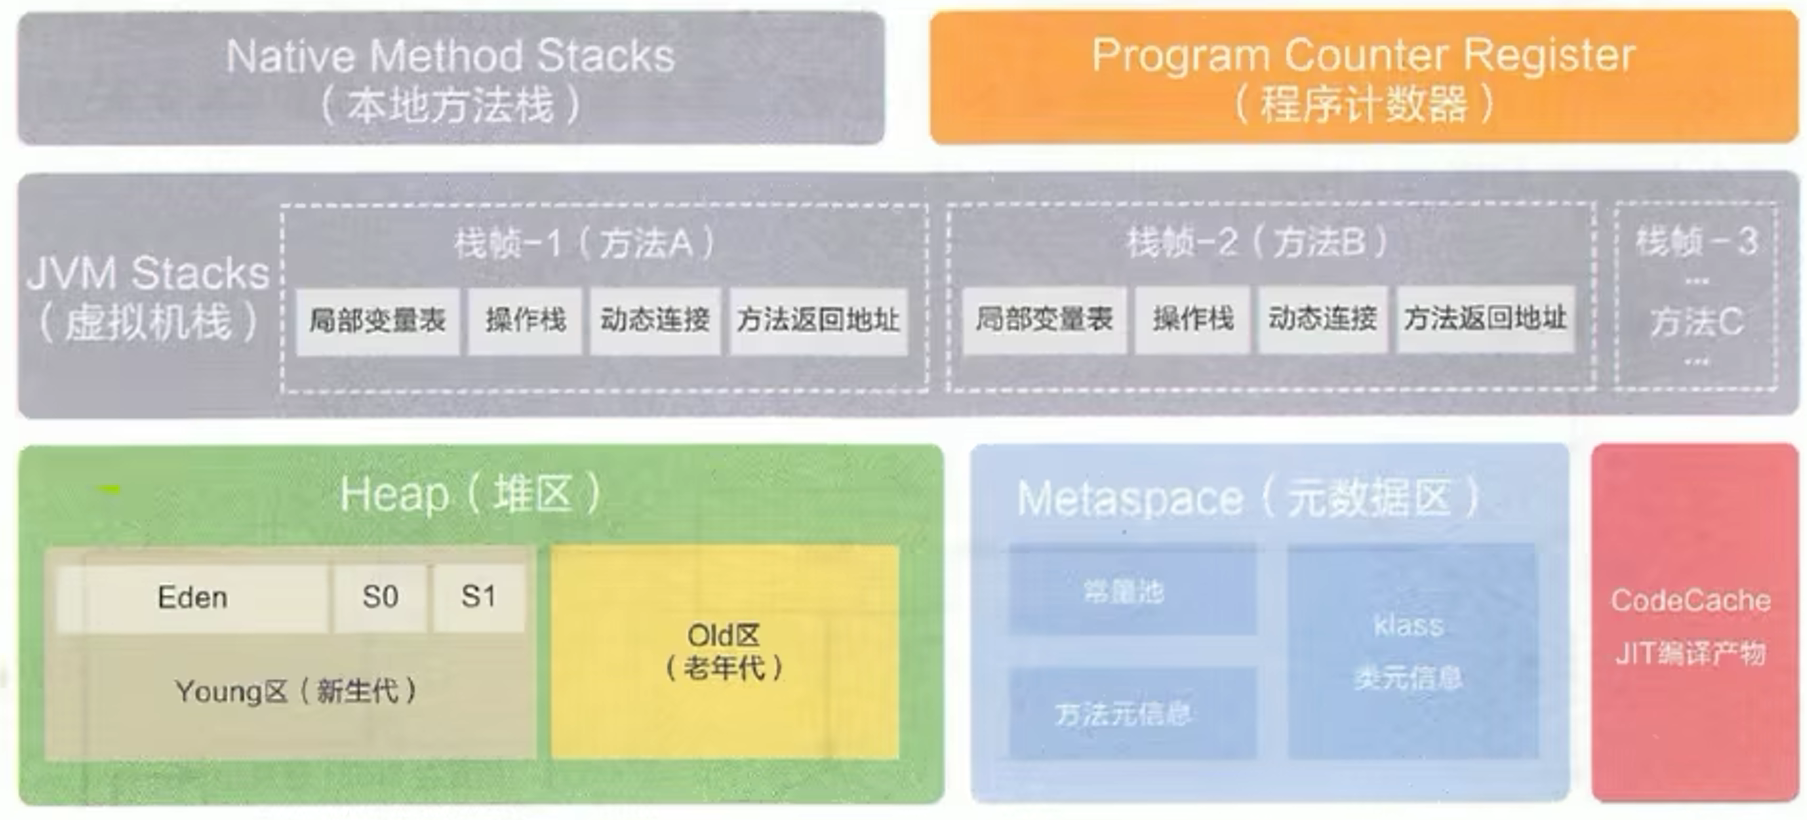 Native Method Stacks
（本地方法栈）
Program Counter Register
（程序计数器）
JVM Stacks
（虚拟机栈）
栈帧-1（方法A）
局部变量表
操作栈
动态连接
方法返回地址
栈帧-2（方法B）
局部变量表
操作栈
动态连接
方法返回地址
栈帧-3
...
方法C
...
Heap（堆区）
Eden
S0
S1
Young区（新生代）
Old区
（老年代）
Metaspace（元数据区）
常量池
方法元信息
klass
类元信息
CodeCache
JIT编译产物